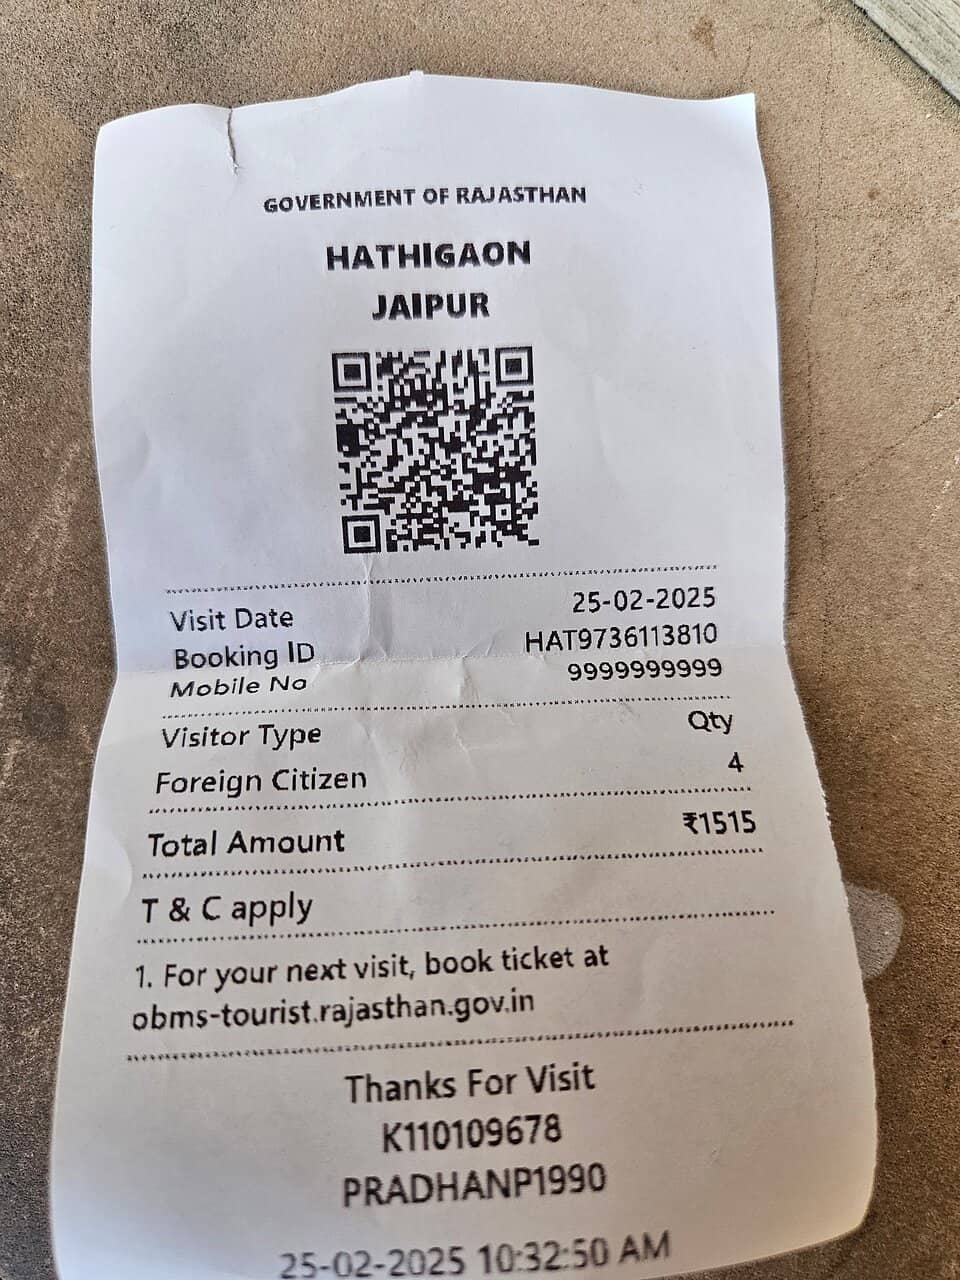 GOVERNMENT OF RAJASTHAN
HATHIGAON
JAIPUR
Visit Date 25-02-2025
Booking ID HAT9736113810
Mobile No 9999999999
Visitor Type Qty
Foreign Citizen 4
Total Amount ₹1515
T & C apply
1. For your next visit, book ticket at
obms-tourist.rajasthan.gov.in
Thanks For Visit
K110109678
PRADHANP1990
25-02-2025 10:32:50 AM